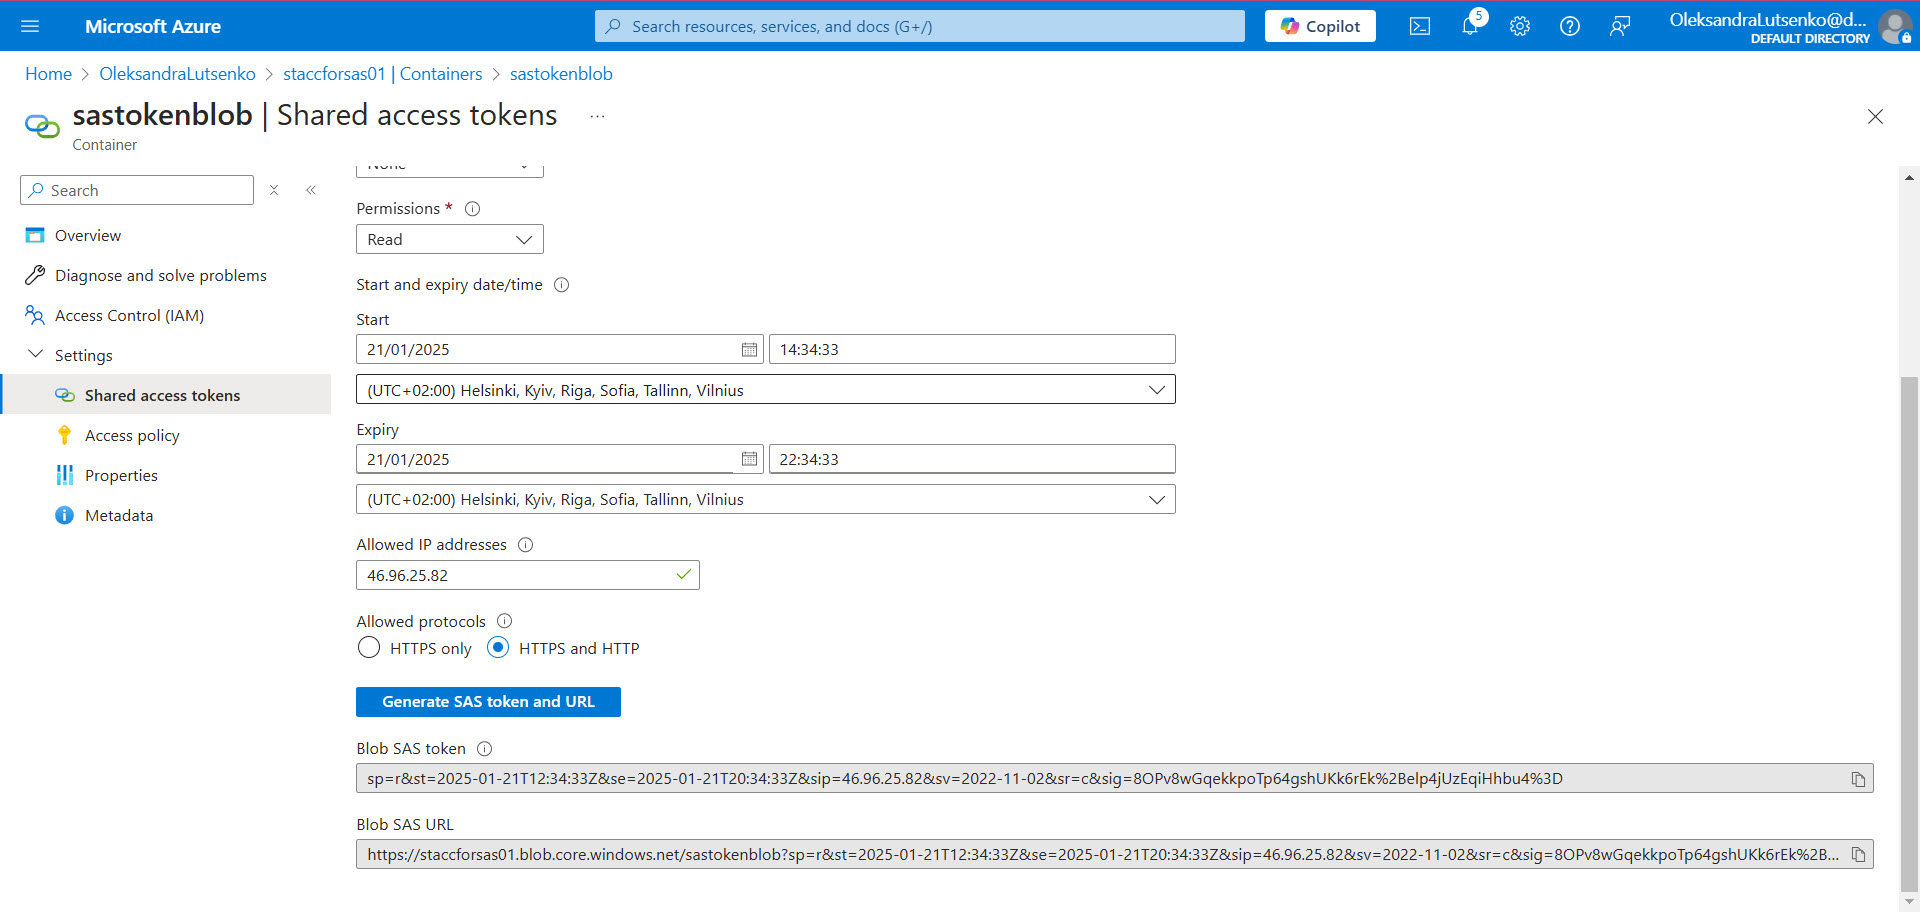 Microsoft Azure
Search resources, services, and docs (G+/)
Copilot
5
OleksandraLutsenko@d...
DEFAULT DIRECTORY
Home > OleksandraLutsenko > staccforsas01 | Containers > sastokenblob
sastokenblob | Shared access tokens ...
Container
Search
Overview
Diagnose and solve problems
Access Control (IAM)
Settings
Shared access tokens
Access policy
Properties
Metadata
None
Permissions *
Read
Start and expiry date/time
Start
21/01/2025
14:34:33
(UTC+02:00) Helsinki, Kyiv, Riga, Sofia, Tallinn, Vilnius
Expiry
21/01/2025
22:34:33
(UTC+02:00) Helsinki, Kyiv, Riga, Sofia, Tallinn, Vilnius
Allowed IP addresses
46.96.25.82
Allowed protocols
HTTPS only
HTTPS and HTTP
Generate SAS token and URL
Blob SAS token
sp=r&st=2025-01-21T12:34:33Z&se=2025-01-21T20:34:33Z&sip=46.96.25.82&sv=2022-11-02&sr=c&sig=8OPv8wGqekkpoTp64gshUKk6rEk%2Belp4jUzEqiHhbu4%3D
Blob SAS URL
https://staccforsas01.blob.core.windows.net/sastokenblob?sp=r&st=2025-01-21T12:34:33Z&se=2025-01-21T20:34:33Z&sip=46.96.25.82&sv=2022-11-02&sr=c&sig=8OPv8wGqekkpoTp64gshUKk6rEk%2B...